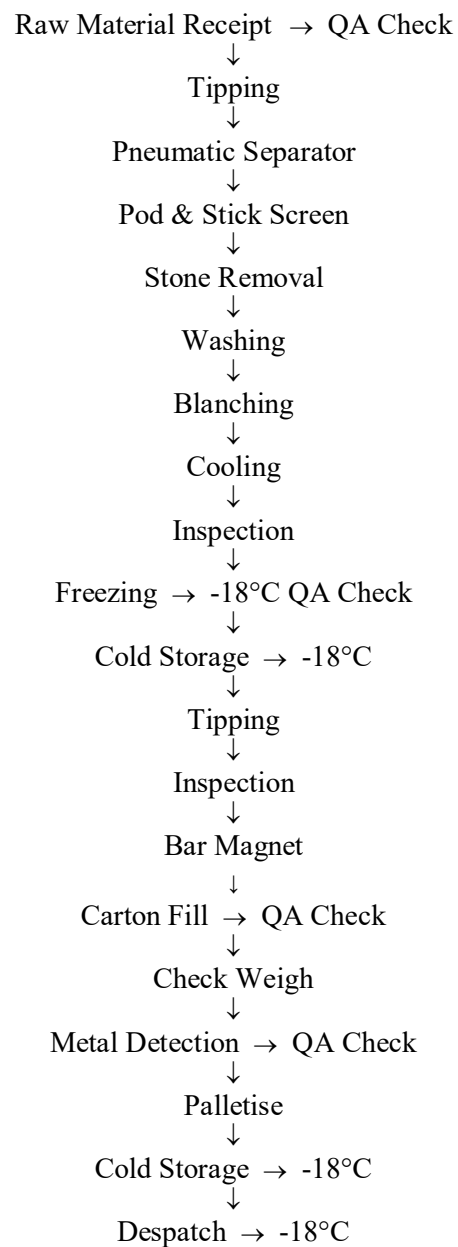 Raw Material Receipt → QA Check
↓
Tipping
↓
Pneumatic Separator
↓
Pod & Stick Screen
↓
Stone Removal
↓
Washing
↓
Blanching
↓
Cooling
↓
Inspection
↓
Freezing → -18°C QA Check
↓
Cold Storage → -18°C
↓
Tipping
↓
Inspection
↓
Bar Magnet
↓
Carton Fill → QA Check
↓
Check Weigh
↓
Metal Detection → QA Check
↓
Palletise
↓
Cold Storage → -18°C
↓
Despatch → -18°C